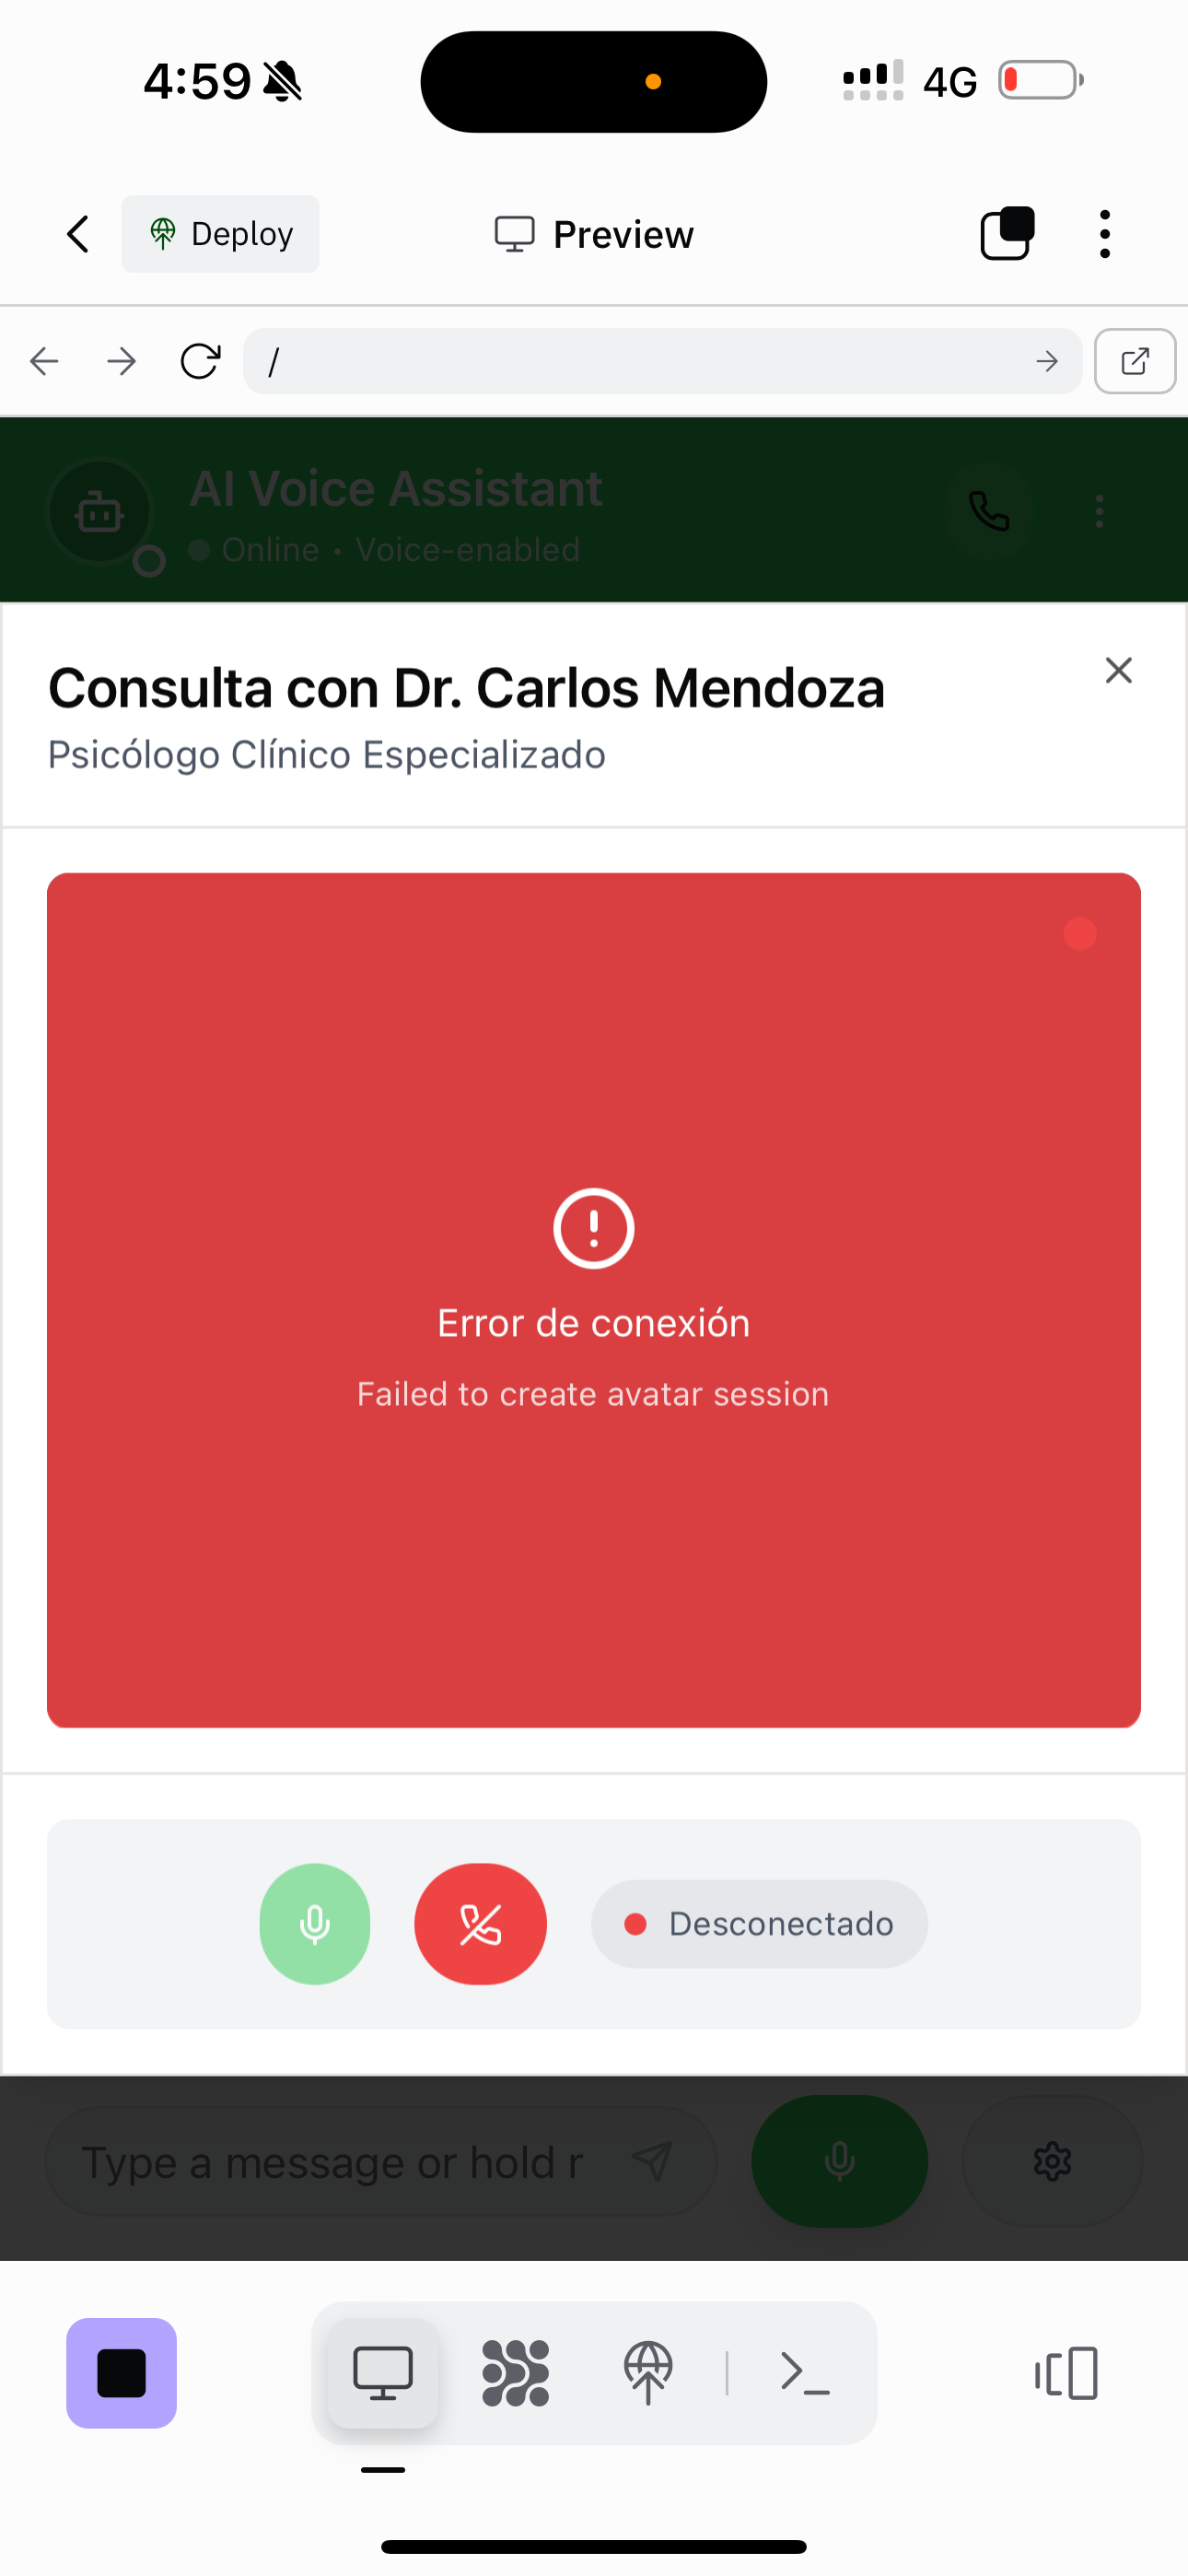 4:59
4G
Deploy
Preview
/
AI Voice Assistant
Online • Voice-enabled
Consulta con Dr. Carlos Mendoza
Psicólogo Clínico Especializado
Error de conexión
Failed to create avatar session
Desconectado
Type a message or hold r